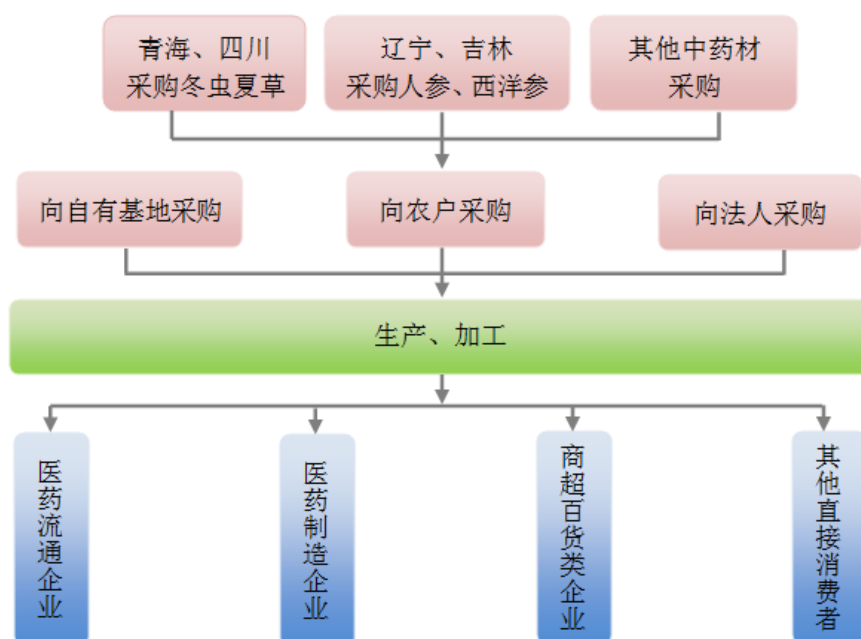 青海、四川
采购冬虫夏草
辽宁、吉林
采购人参、西洋参
其他中药材
采购
向自有基地采购
向农户采购
向法人采购
生产、加工
医药流通企业
医药制造企业
商超百货类企业
其他直接消费者